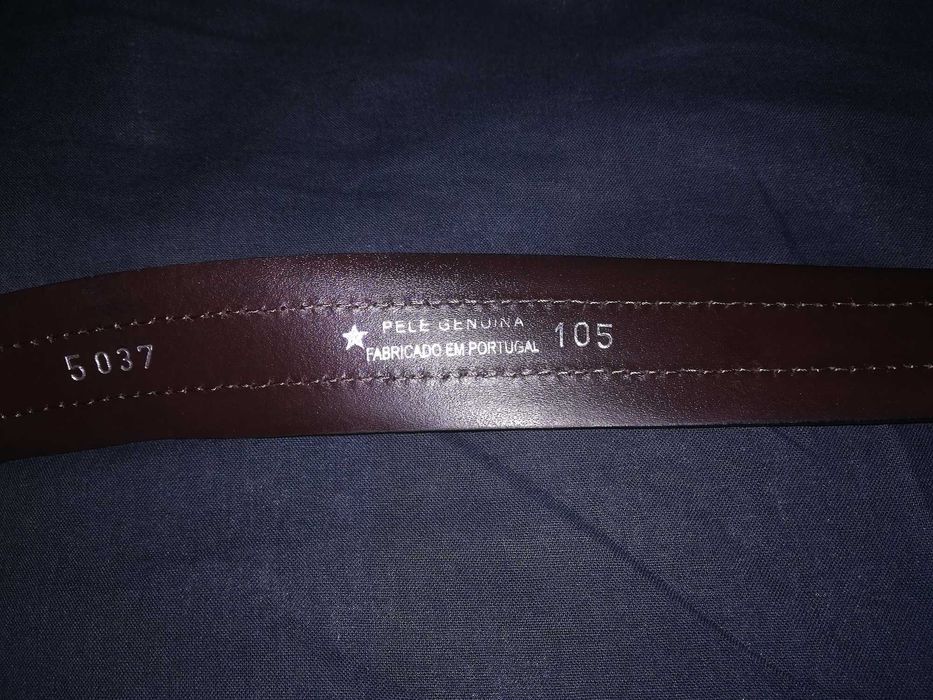 5037
PELE GENUINA
FABRICADO EM PORTUGAL
105